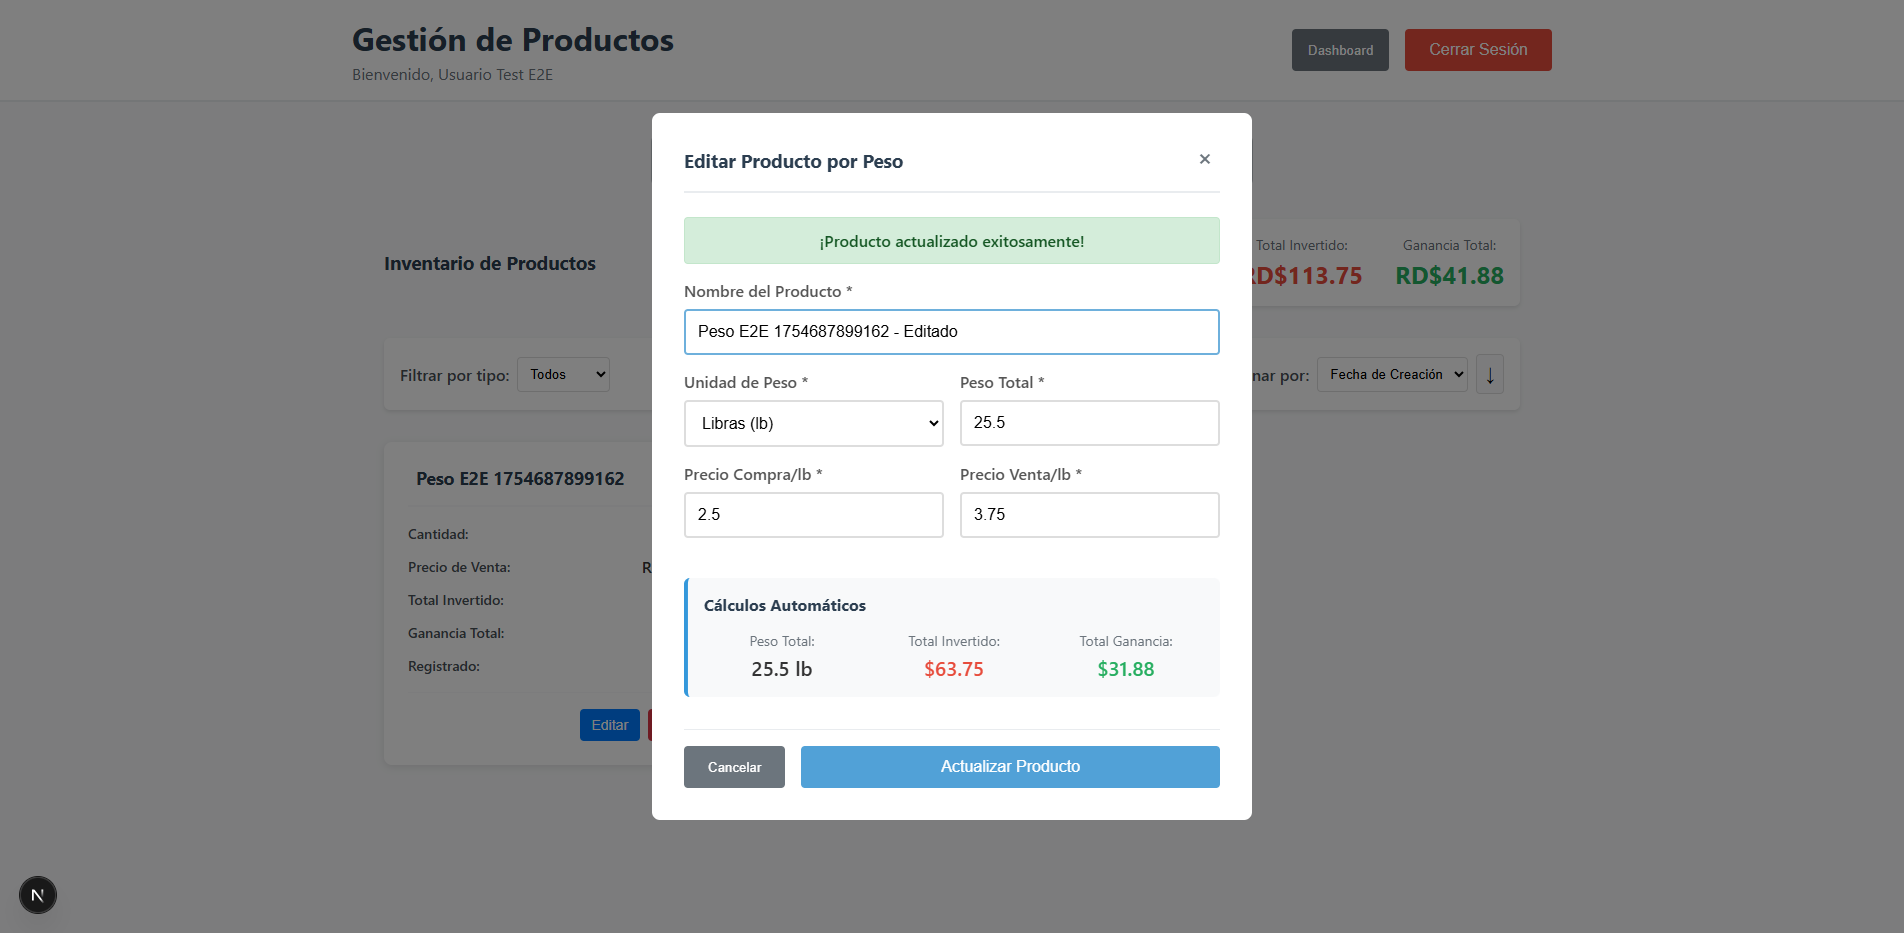 Gestión de Productos
Bienvenido, Usuario Test E2E
Dashboard
Cerrar Sesión
Editar Producto por Peso
×
¡Producto actualizado exitosamente!
Nombre del Producto *
Peso E2E 1754687899162 - Editado
Unidad de Peso *
Peso Total *
Libras (lb)
25.5
Precio Compra/lb *
Precio Venta/lb *
2.5
3.75
Cálculos Automáticos
Peso Total:
Total Invertido:
Total Ganancia:
25.5 lb
$63.75
$31.88
Cancelar
Actualizar Producto
Inventario de Productos
Total Invertido:
Ganancia Total:
RD$113.75
RD$41.88
Filtrar por tipo:
Todos
nar por:
Fecha de Creación
↓
Peso E2E 1754687899162
Cantidad:
Precio de Venta:
R
Total Invertido:
Ganancia Total:
Registrado:
Editar
N